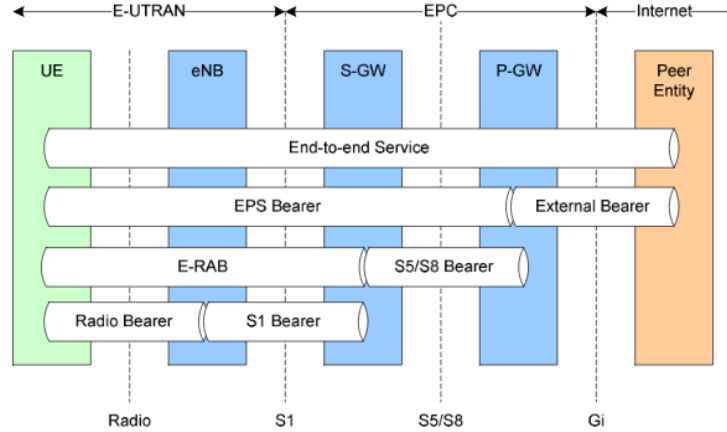 E-UTRAN EPC Internet
UE eNB S-GW P-GW Peer
Entity
End-to-end Service
EPS Bearer External Bearer
E-RAB S5/S8 Bearer
Radio Bearer S1 Bearer
Radio S1 S5/S8 Gi